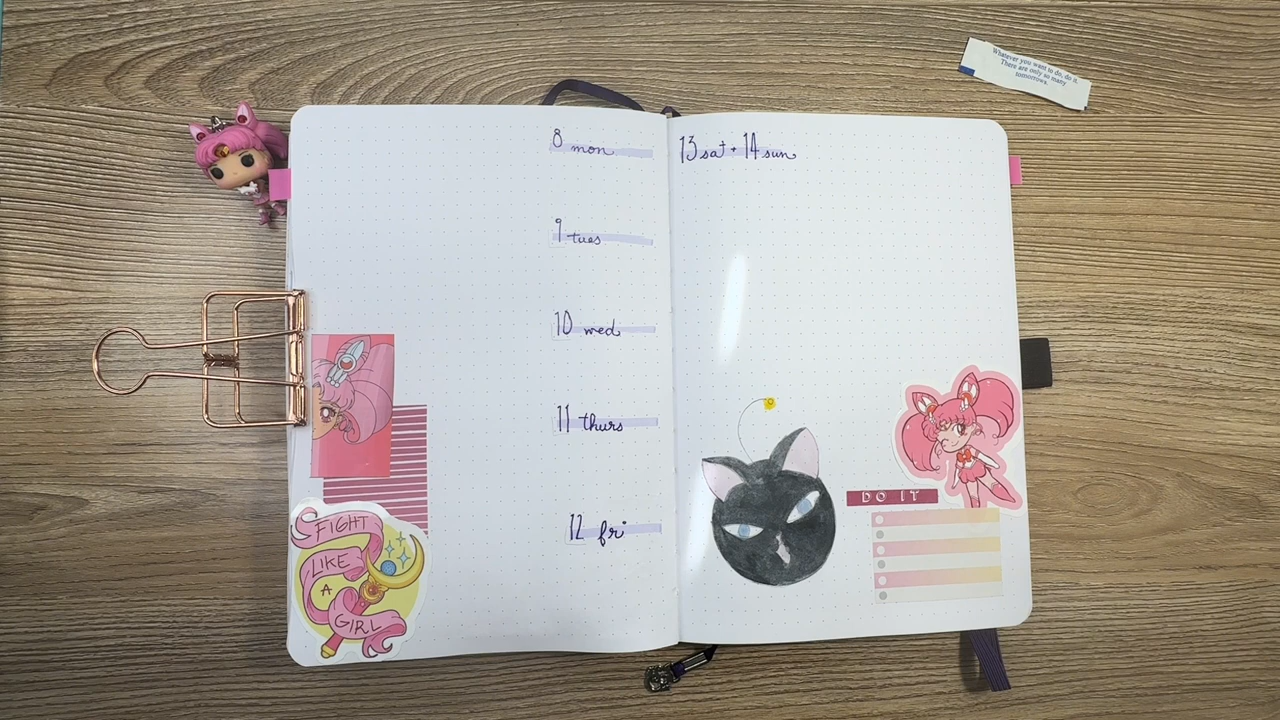 8 mon
9 tues
10 wed
11 thurs
12 fri
FIGHT
LIKE
A
GIRL
13 sat + 14 sun
DO IT
Whatever you want to do, do it.
There are only so many
tomorrows.